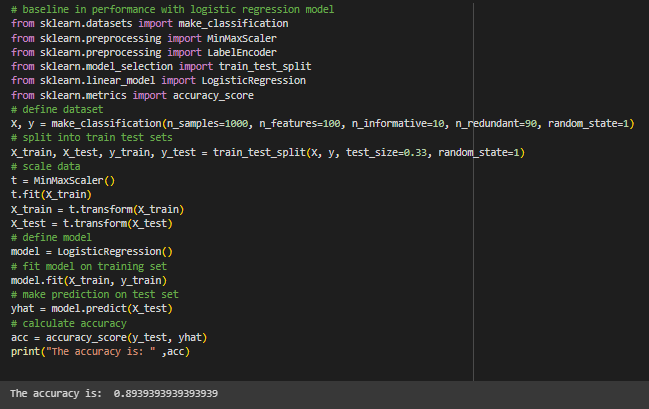 # baseline in performance with logistic regression model
from sklearn.datasets import make_classification
from sklearn.preprocessing import MinMaxScaler
from sklearn.preprocessing import LabelEncoder
from sklearn.model_selection import train_test_split
from sklearn.linear_model import LogisticRegression
from sklearn.metrics import accuracy_score
# define dataset
X, y = make_classification(n_samples=1000, n_features=100, n_informative=10, n_redundant=90, random_state=1)
# split into train test sets
X_train, X_test, y_train, y_test = train_test_split(X, y, test_size=0.33, random_state=1)
# scale data
t = MinMaxScaler()
t.fit(X_train)
X_train = t.transform(X_train)
X_test = t.transform(X_test)
# define model
model = LogisticRegression()
# fit model on training set
model.fit(X_train, y_train)
# make prediction on test set
yhat = model.predict(X_test)
# calculate accuracy
acc = accuracy_score(y_test, yhat)
print("The accuracy is: " ,acc)
The accuracy is:  0.8939393939393939